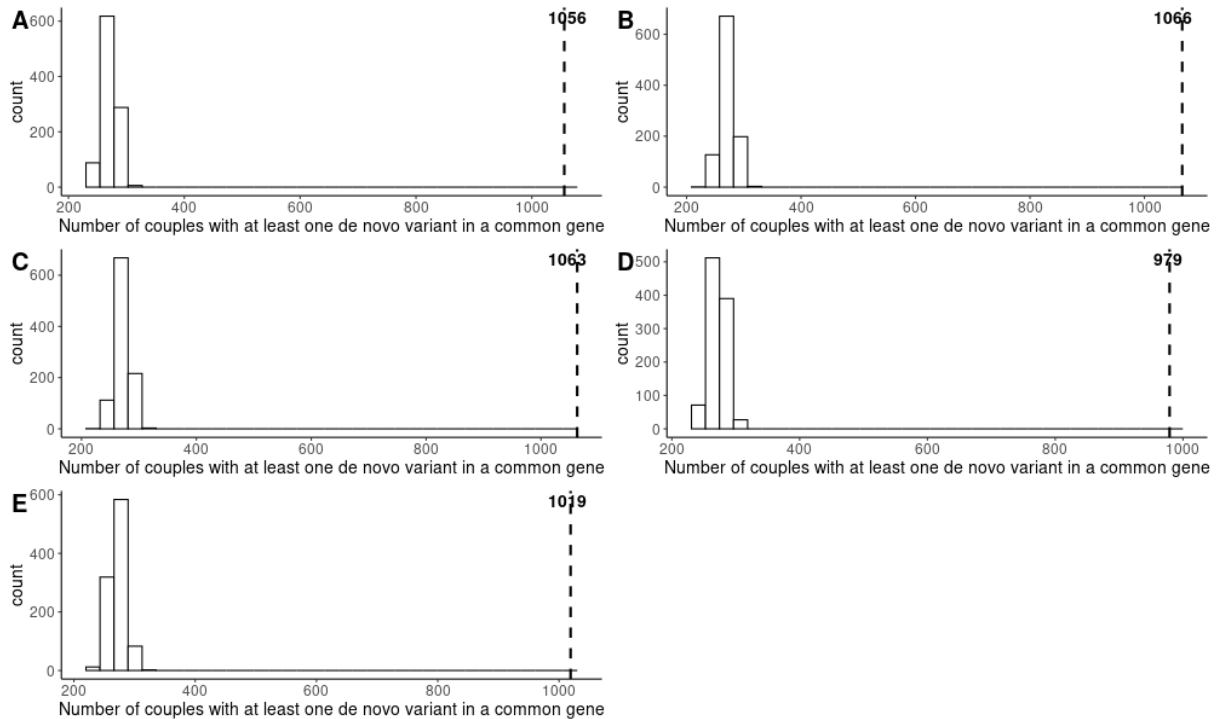 A
1056
600
400
200
0
count
200 400 600 800 1000
Number of couples with at least one de novo variant in a common gene
B
1066
600
400
200
0
count
200 400 600 800 1000
Number of couples with at least one de novo variant in a common gene
C
1063
600
400
200
0
count
200 400 600 800 1000
Number of couples with at least one de novo variant in a common gene
D
979
500
400
300
200
100
0
count
200 400 600 800 1000
Number of couples with at least one de novo variant in a common gene
E
1019
600
400
200
0
count
200 400 600 800 1000
Number of couples with at least one de novo variant in a common gene